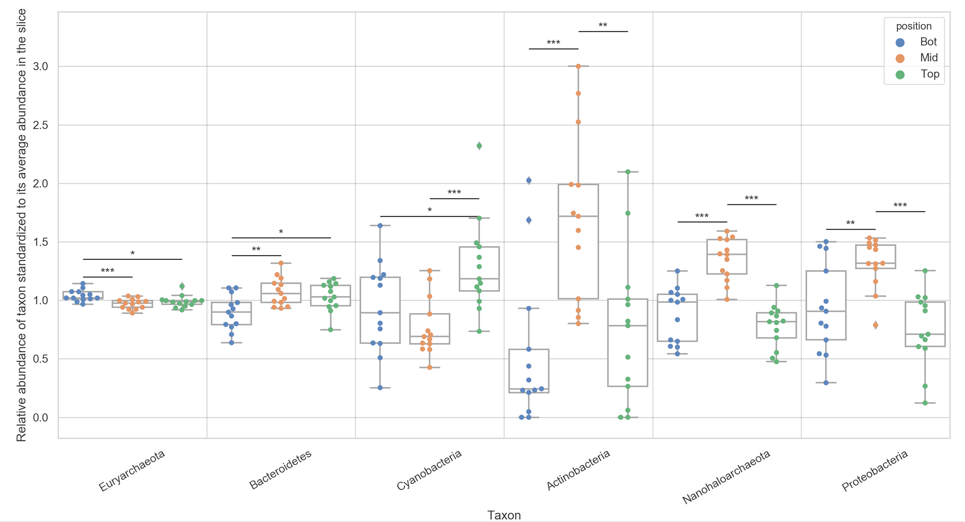 Relative abundance of taxon standardized to its average abundance in the slice
position
Bot
Mid
Top
3.0
2.5
2.0
1.5
1.0
0.5
0.0
***
*
**
*
*
***
***
**
***
***
**
***
Euryarchaeota
Bacteroidetes
Cyanobacteria
Actinobacteria
Nanohaloarchaeota
Proteobacteria
Taxon